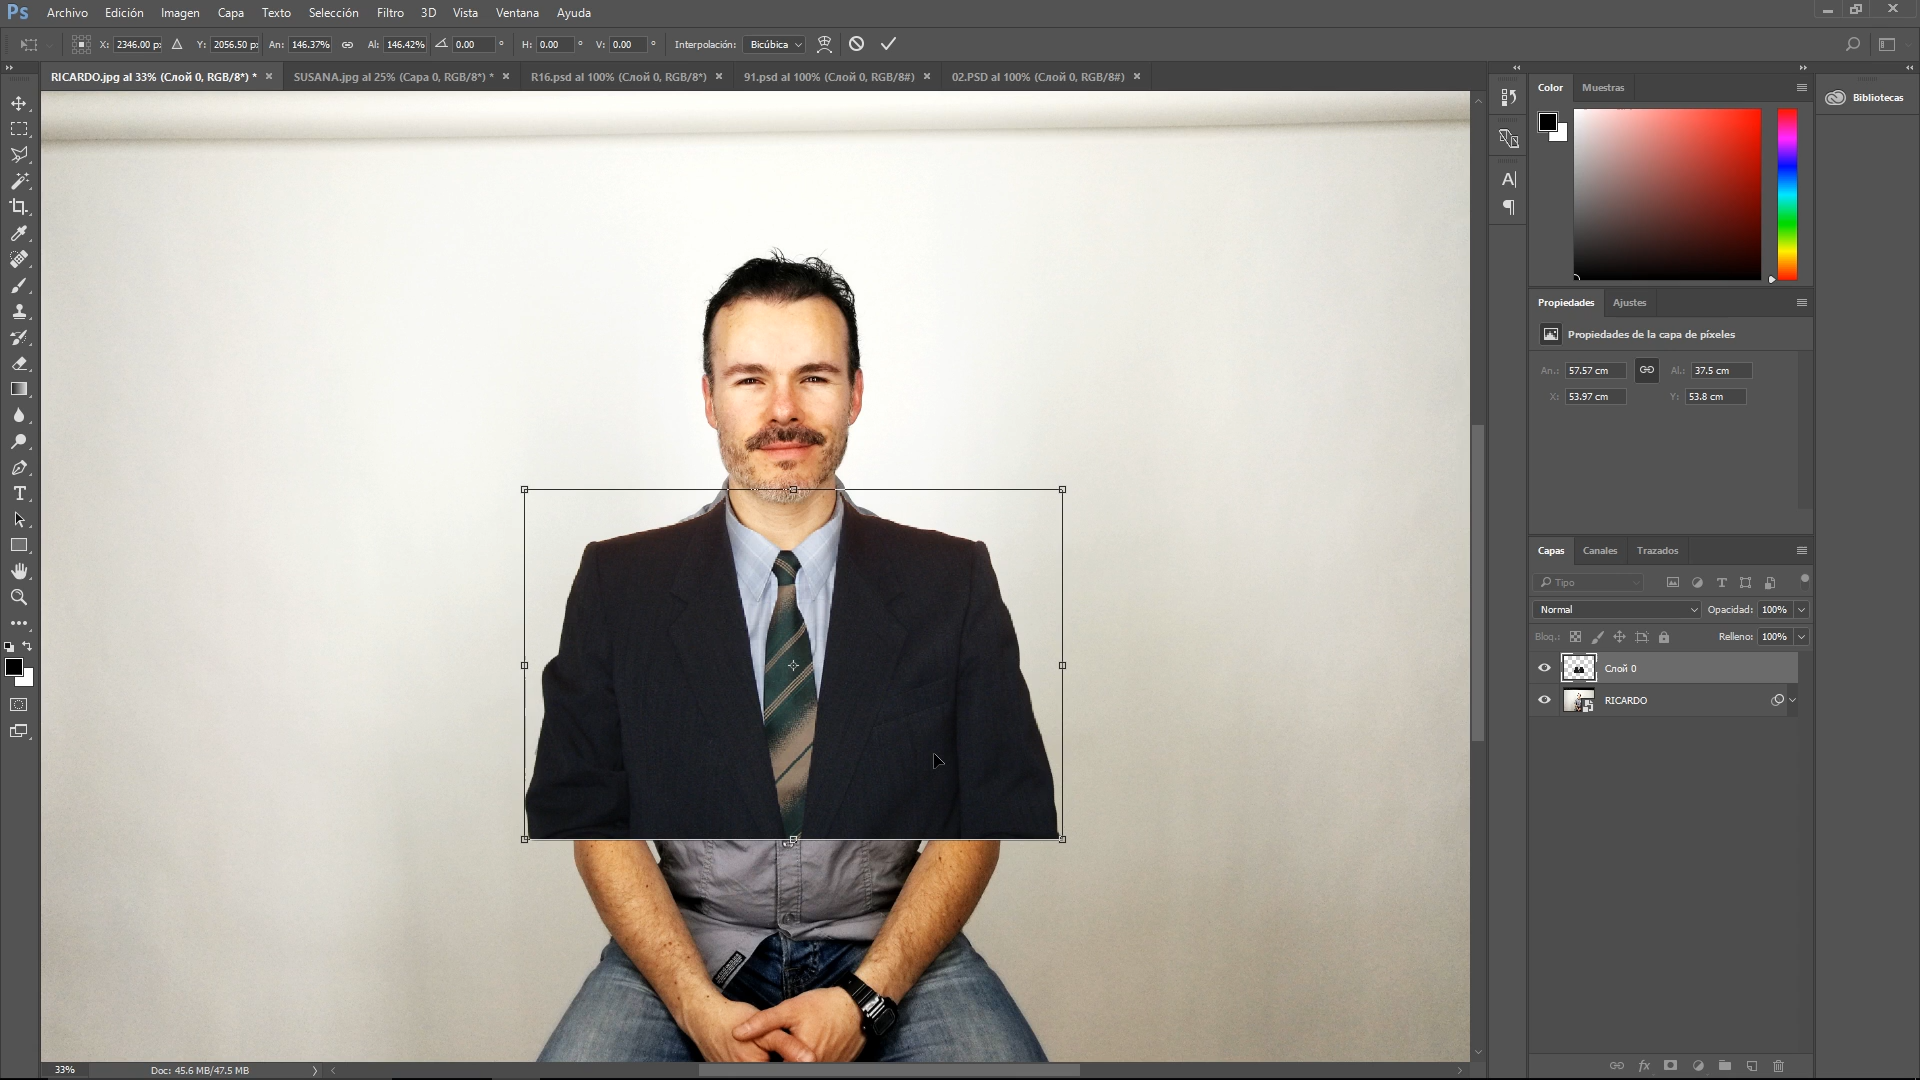 Ps Archivo Edición Imagen Capa Texto Selección Filtro 3D Vista Ventana Ayuda
X: 2346.00 p Y: 2056.50 p An: 146.37% Al: 146.42% 0.00 ° H: 0.00 ° V: 0.00 ° Interpolación: Bicúbica
RICARDO.jpg al 33% (Слой 0, RGB/8*) * SUSANA.jpg al 25% (Capa 0, RGB/8*) * R16.psd al 100% (Слой 0, RGB/8*) 91.psd al 100% (Слой 0, RGB/8#) 02.PSD al 100% (Слой 0, RGB/8#)
Color Muestras
Bibliotecas
Propiedades Ajustes
Propiedades de la capa de píxeles
An.: 57.57 cm Al.: 37.5 cm
X: 53.97 cm Y: 53.8 cm
Capas Canales Trazados
Tipo
Normal Opacidad: 100%
Bloq.: Relleno: 100%
Слой 0
RICARDO
fx
33% Doc: 45.6 MB/47.5 MB